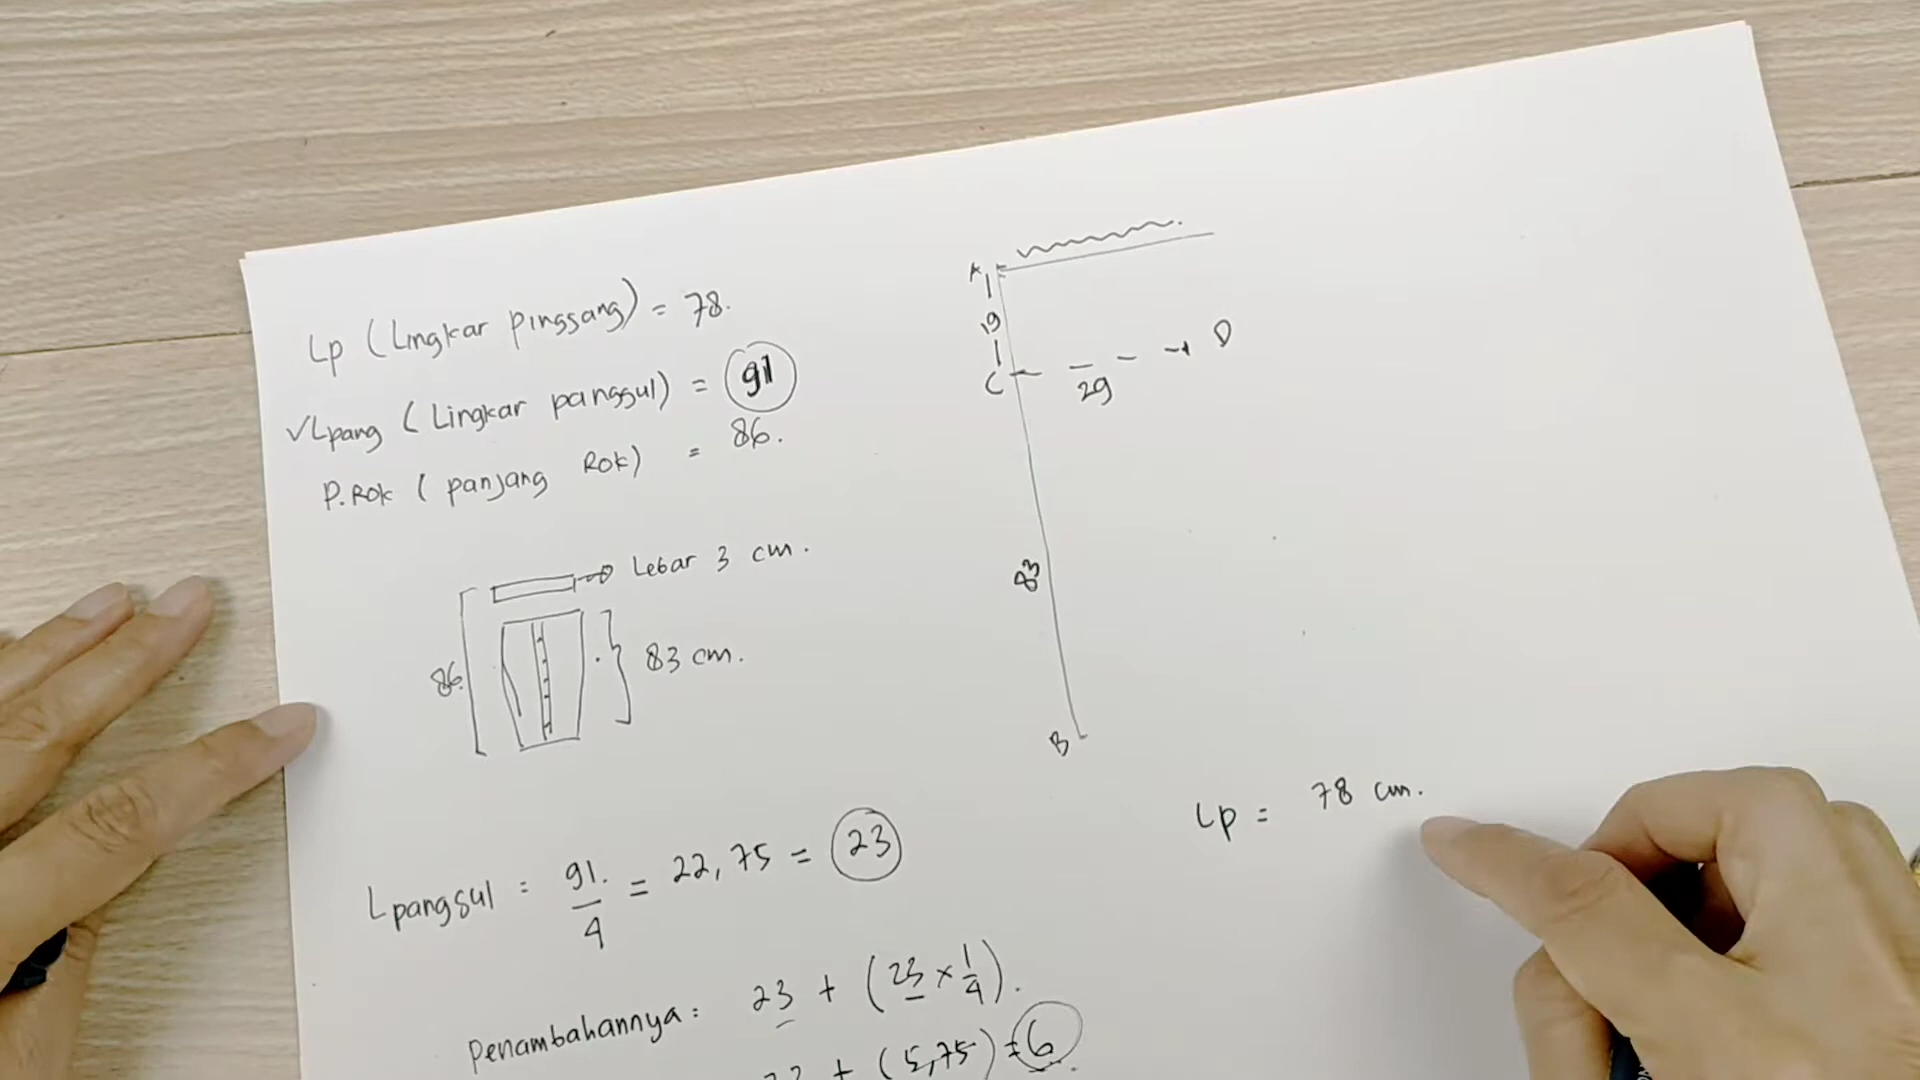 Lp (Lingkar pinggang) = 78.
√Lpang (Lingkar panggul) = 91
P.Rok (panjang Rok) = 86.
Lebar 3 cm.
86.
83 cm.
Lpanggul = 91. / 4 = 22,75 = 23
Penambahannya : 23 + (23 x 1/4).
+ (5,75) = 6
A
19
C
29
D
83
B
Lp = 78 cm.